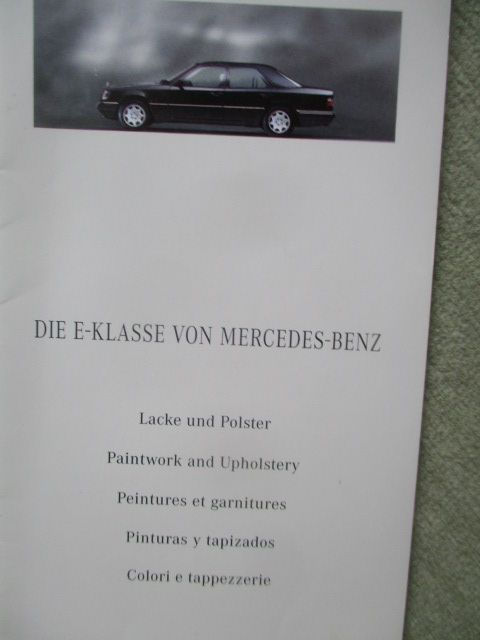 DIE E-KLASSE VON MERCEDES-BENZ
Lacke und Polster
Paintwork and Upholstery
Peintures et garnitures
Pinturas y tapizados
Colori e tappezzerie